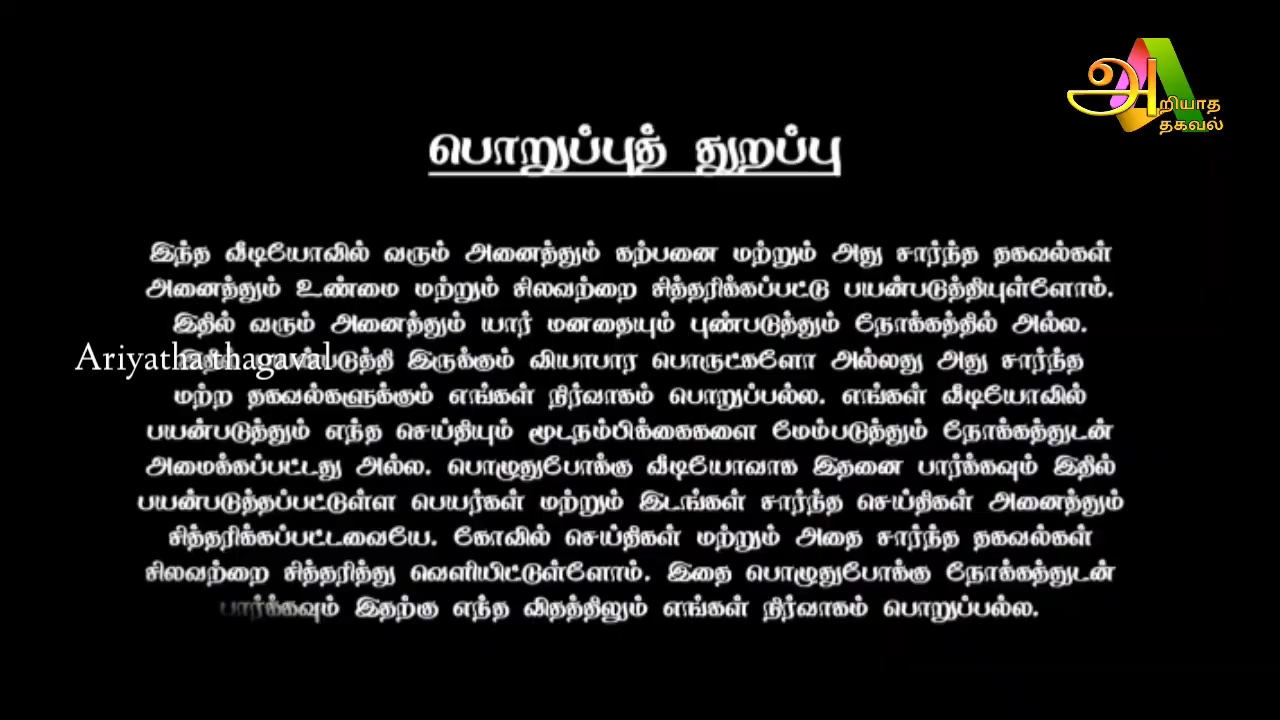 அறியாத
தகவல்
பொறுப்புத் துறப்பு
இந்த வீடியோவில் வரும் அனைத்தும் கற்பனை மற்றும் அது சார்ந்த தகவல்கள்
அனைத்தும் உண்மை மற்றும் சிலவற்றை சித்தரிக்கப்பட்டு பயன்படுத்தியுள்ளோம்.
இதில் வரும் அனைத்தும் யார் மனதையும் புண்படுத்தும் நோக்கத்தில் அல்ல.
Ariyatha thagaval
இருக்கும் வியாபார பொருட்களோ அல்லது அது சார்ந்த
மற்ற தகவல்களுக்கும் எங்கள் நிர்வாகம் பொறுப்பல்ல. எங்கள் வீடியோவில்
பயன்படுத்தும் எந்த செய்தியும் மூடநம்பிக்கைகளை மேம்படுத்தும் நோக்கத்துடன்
அமைக்கப்பட்டது அல்ல. பொழுதுபோக்கு வீடியோவாக இதனை பார்க்கவும் இதில்
பயன்படுத்தப்பட்டுள்ள பெயர்கள் மற்றும் இடங்கள் சார்ந்த செய்திகள் அனைத்தும்
சித்தரிக்கப்பட்டவையே. கோவில் செய்திகள் மற்றும் அதை சார்ந்த தகவல்கள்
சிலவற்றை சித்தரித்து வெளியிட்டுள்ளோம். இதை பொழுதுபோக்கு நோக்கத்துடன்
பார்க்கவும் இதற்கு எந்த விதத்திலும் எங்கள் நிர்வாகம் பொறுப்பல்ல.